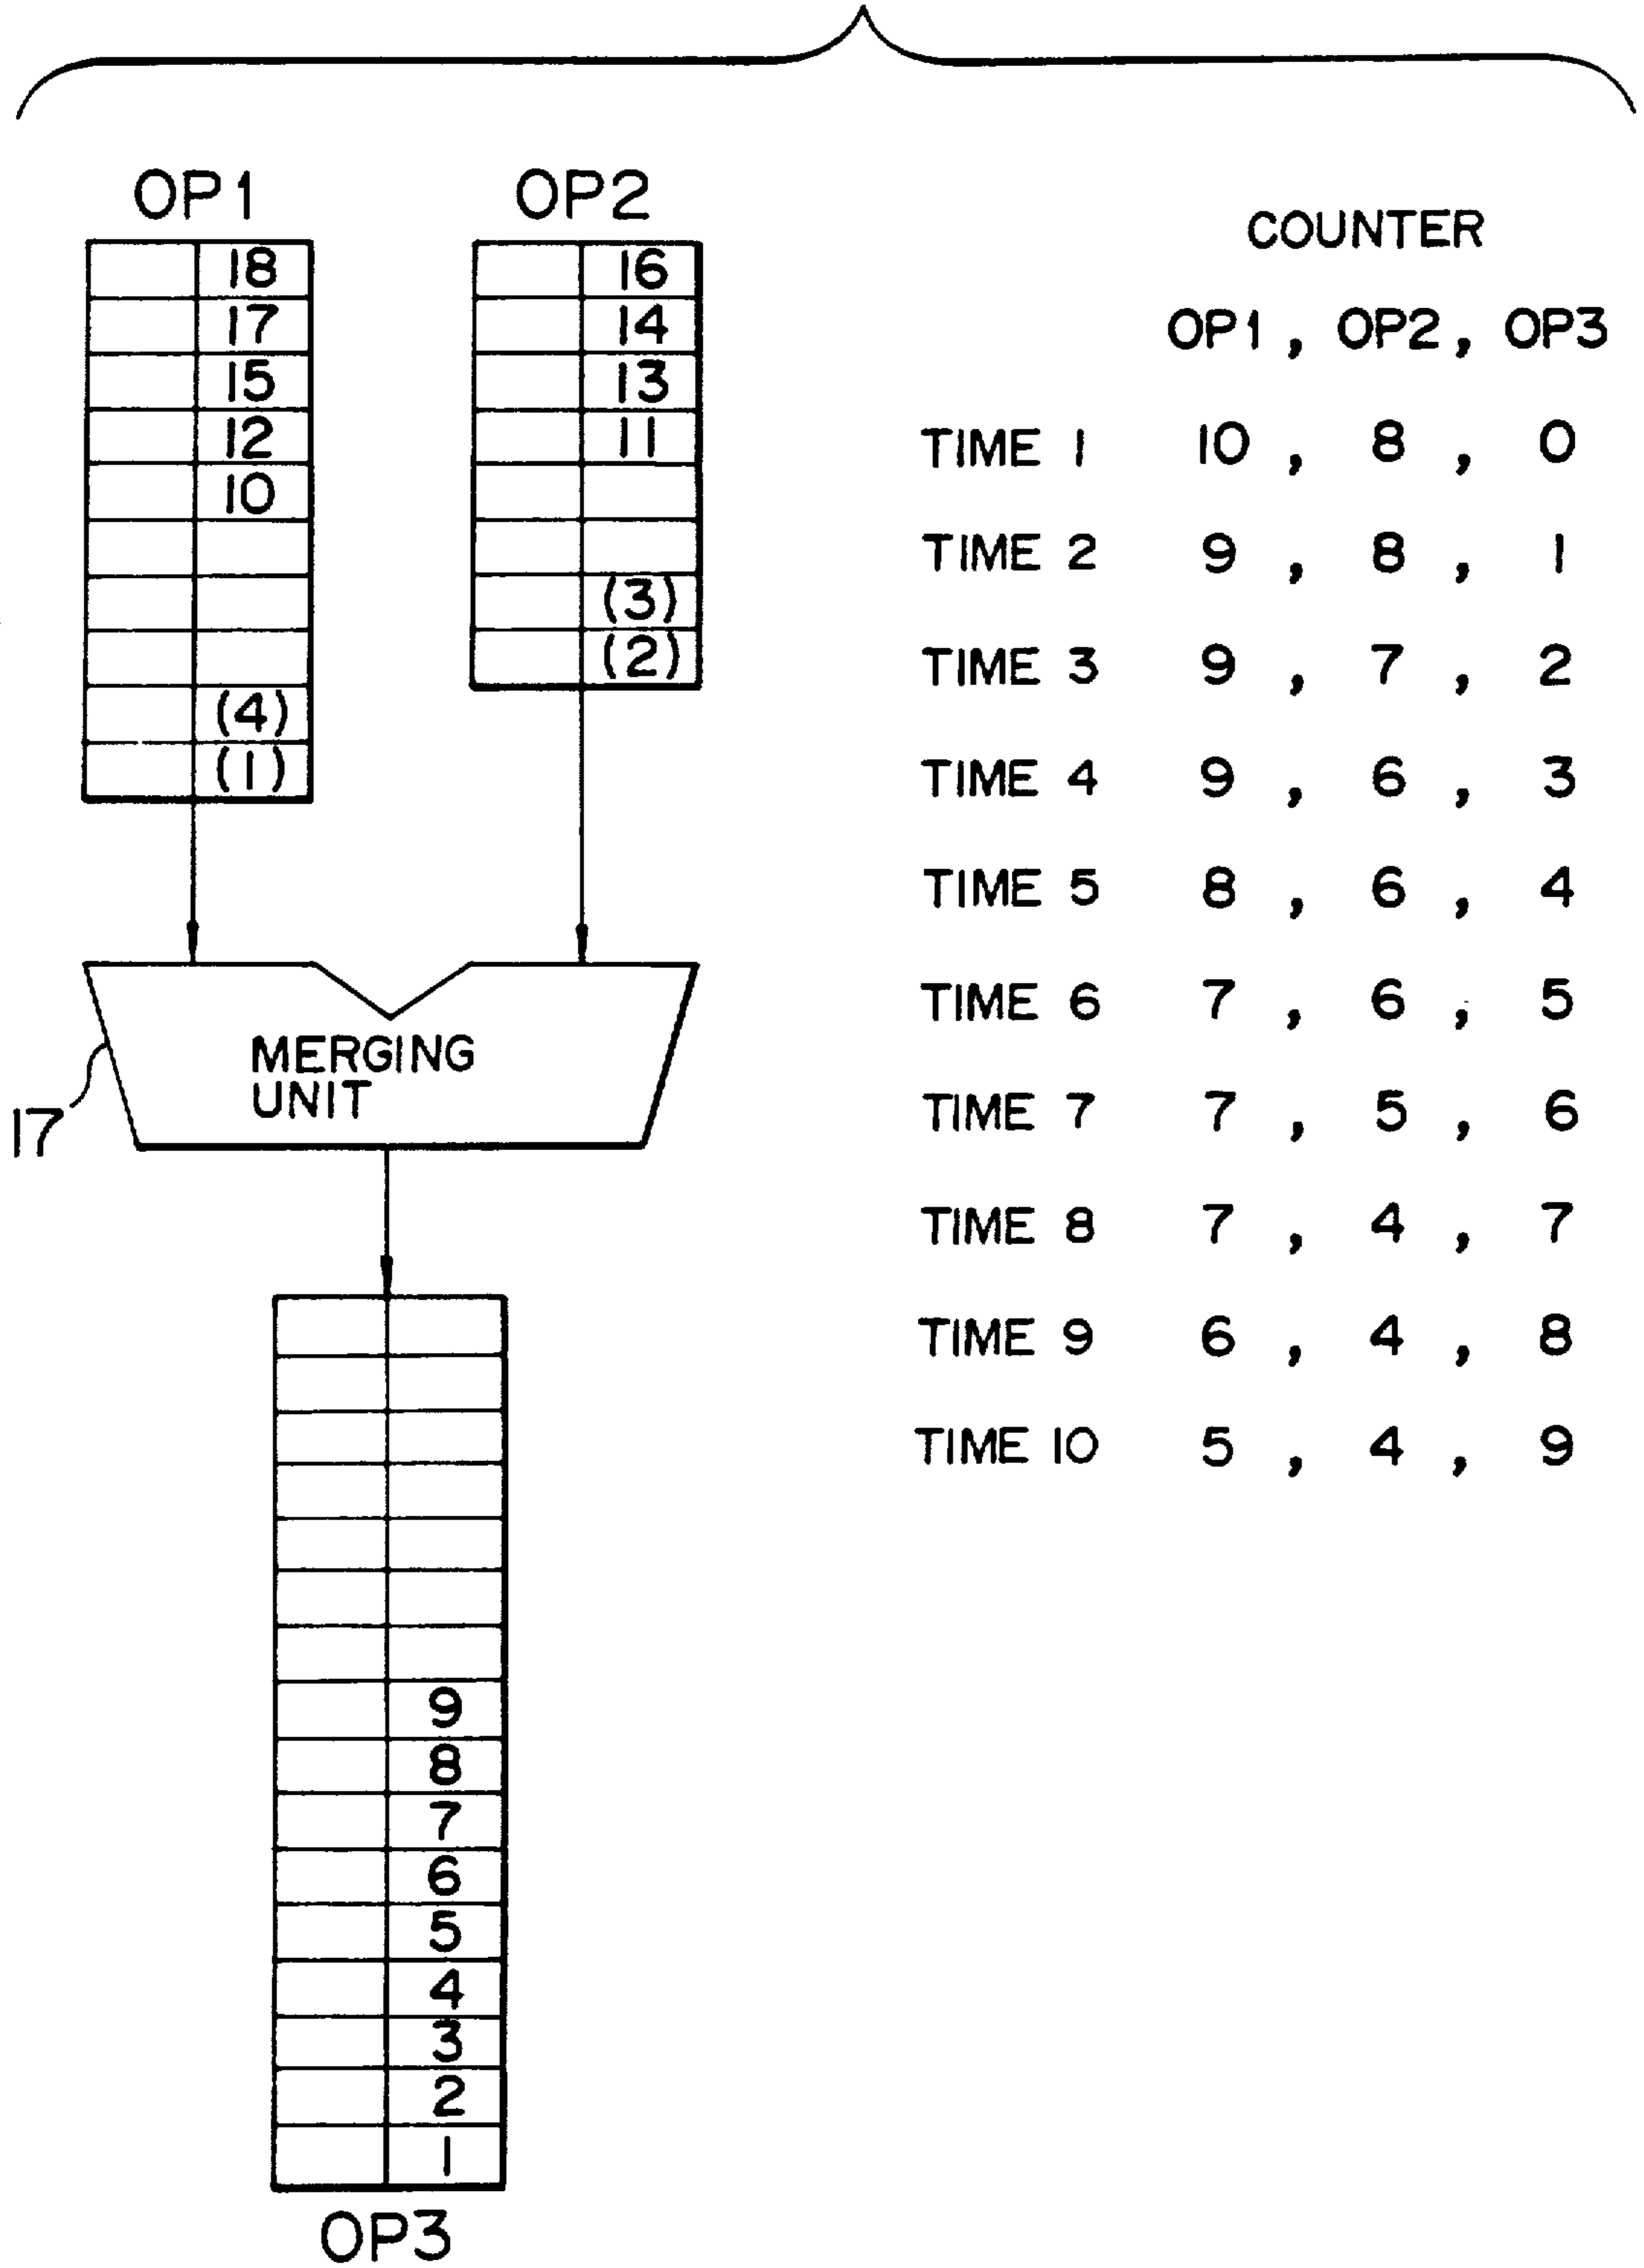 OP1
18
17
15
12
10
(4)
(1)
OP2
16
14
13
11
(3)
(2)
MERGING
UNIT
17
9
8
7
6
5
4
3
2
1
OP3
COUNTER
OP1 , OP2 , OP3
TIME 1 10 , 8 , 0
TIME 2 9 , 8 , 1
TIME 3 9 , 7 , 2
TIME 4 9 , 6 , 3
TIME 5 8 , 6 , 4
TIME 6 7 , 6 , 5
TIME 7 7 , 5 , 6
TIME 8 7 , 4 , 7
TIME 9 6 , 4 , 8
TIME 10 5 , 4 , 9